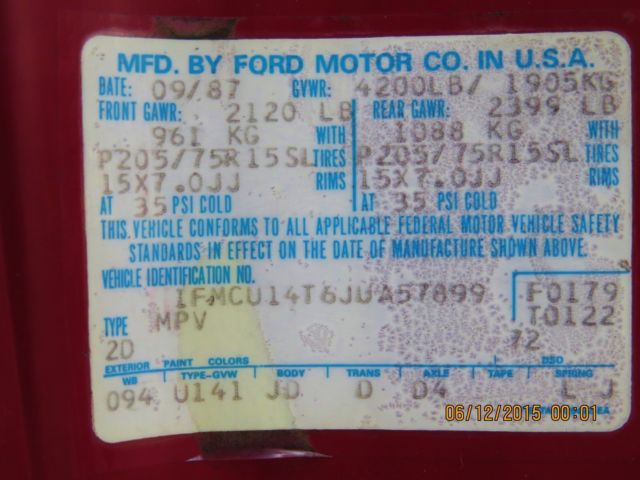 MFD. BY FORD MOTOR CO. IN U.S.A.
DATE: 09/87 GVWR: 4200LB/ 1905KG
FRONT GAWR: 2120 LB REAR GAWR: 2399 LB
961 KG WITH 1088 KG WITH
P205/75R15SL TIRES P205/75R15SL TIRES
15X7.0JJ RIMS 15X7.0JJ RIMS
AT 35 PSI COLD AT 35 PSI COLD
THIS VEHICLE CONFORMS TO ALL APPLICABLE FEDERAL MOTOR VEHICLE SAFETY
STANDARDS IN EFFECT ON THE DATE OF MANUFACTURE SHOWN ABOVE.
VEHICLE IDENTIFICATION NO.
1FMCU14T6JUA57899 F0179
TYPE MPV T0122
2D 72
EXTERIOR PAINT COLORS DSO
WB TYPE-GVW BODY TRANS AXLE TAPE SPRING
094 U141 JD D D4 L J
06/12/2015 00:01